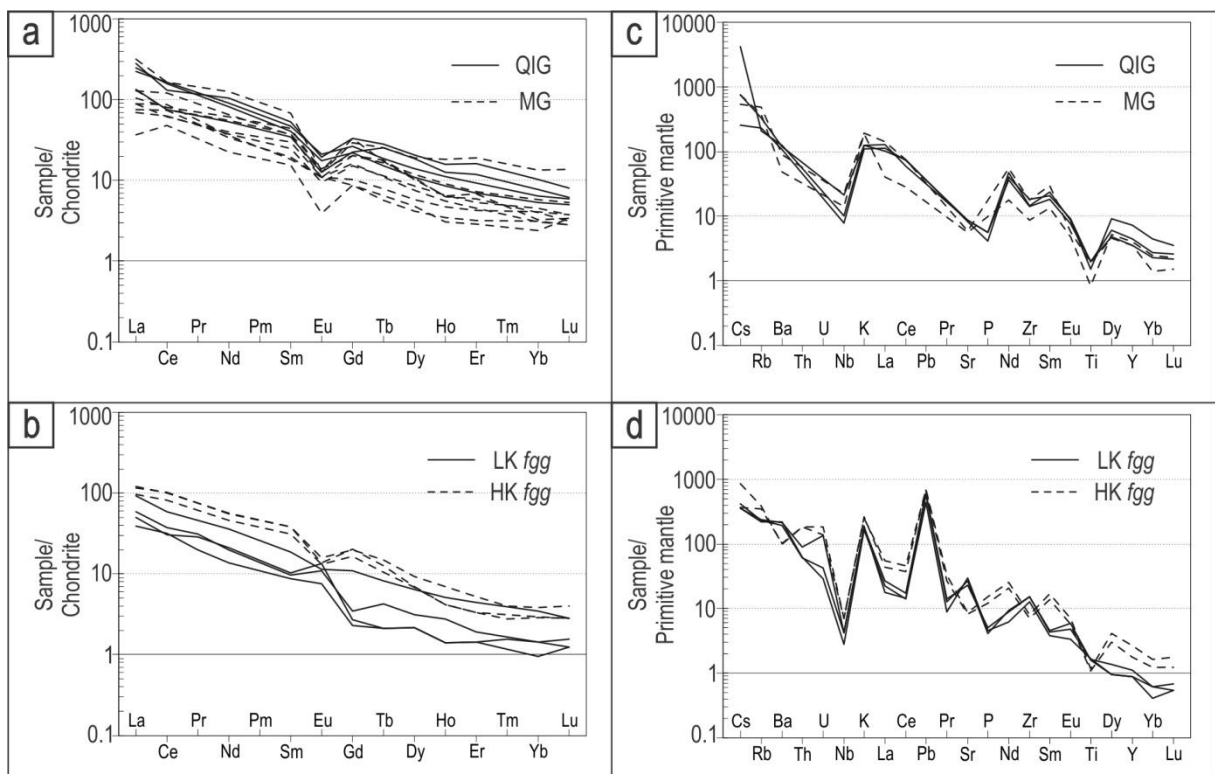 a
1000
100
10
1
0.1
Sample/
Chondrite
QIG
MG
La Pr Pm Eu Tb Ho Tm Lu
Ce Nd Sm Gd Dy Er Yb
c
10000
1000
100
10
1
0.1
Sample/
Primitive mantle
QIG
MG
Cs Ba U K Ce Pr P Zr Eu Dy Yb
Rb Th Nb La Pb Sr Nd Sm Ti Y Lu
b
1000
100
10
1
0.1
Sample/
Chondrite
LK fgg
HK fgg
La Pr Pm Eu Tb Ho Tm Lu
Ce Nd Sm Gd Dy Er Yb
d
10000
1000
100
10
1
0.1
Sample/
Primitive mantle
LK fgg
HK fgg
Cs Ba U K Ce Pr P Zr Eu Dy Yb
Rb Th Nb La Pb Sr Nd Sm Ti Y Lu